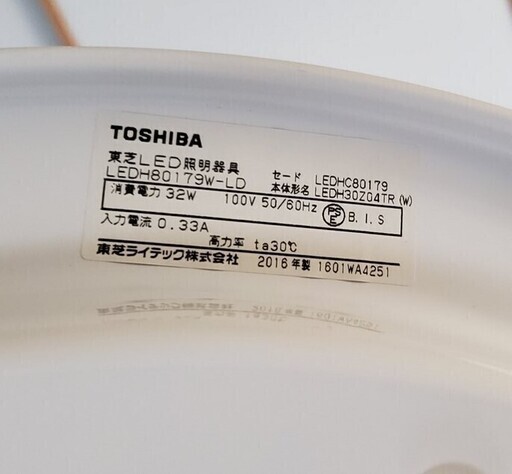 TOSHIBA
東芝LED照明器具
LEDH80179W-LD
セード LEDHC80179
本体形名 LEDH30Z04TR (W)
消費電力 32W 100V 50/60Hz PSE B.I.S
入力電流 0.33A
高力率 ta30℃
東芝ライテック株式会社 2016年製 1601WA4251